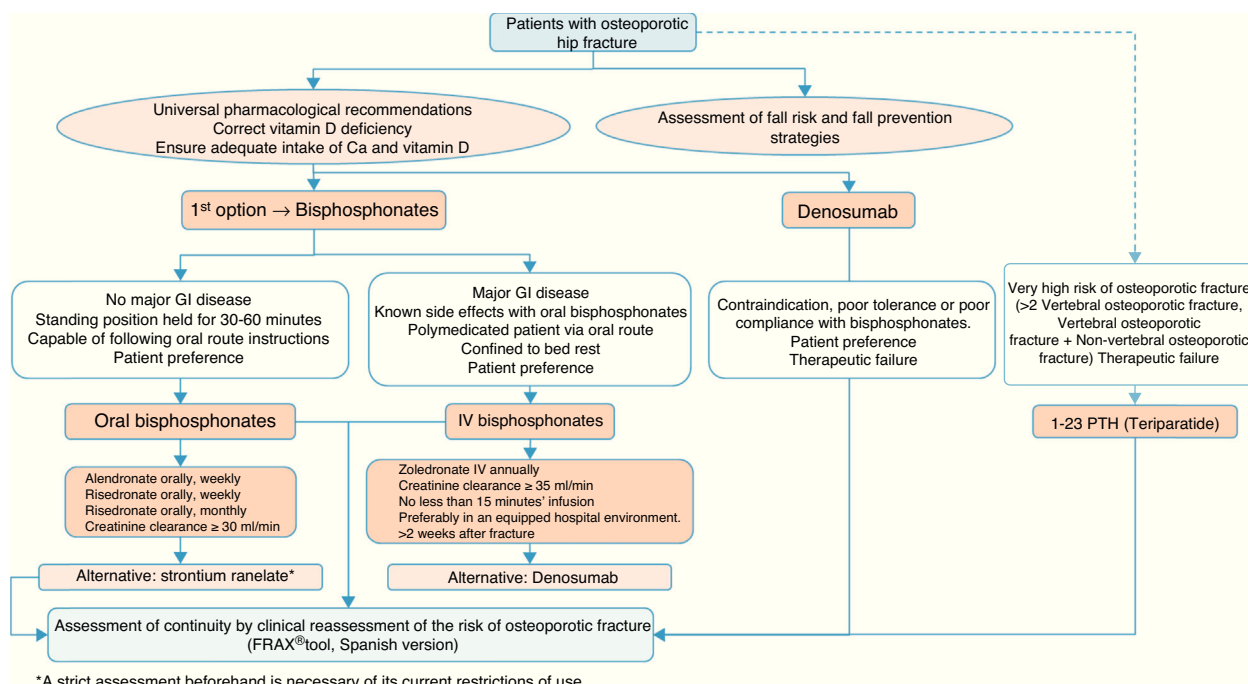 Patients with osteoporotic
hip fracture
Universal pharmacological recommendations
Correct vitamin D deficiency
Ensure adequate intake of Ca and vitamin D
Assessment of fall risk and fall prevention
strategies
1st option → Bisphosphonates
Denosumab
No major GI disease
Standing position held for 30-60 minutes
Capable of following oral route instructions
Patient preference
Major GI disease
Known side effects with oral bisphosphonates
Polymedicated patient via oral route
Confined to bed rest
Patient preference
Contraindication, poor tolerance or poor
compliance with bisphosphonates.
Patient preference
Therapeutic failure
Very high risk of osteoporotic fracture
(>2 Vertebral osteoporotic fracture,
Vertebral osteoporotic
fracture + Non-vertebral osteoporotic
fracture) Therapeutic failure
Oral bisphosphonates
IV bisphosphonates
1-23 PTH (Teriparatide)
Alendronate orally, weekly
Risedronate orally, weekly
Risedronate orally, monthly
Creatinine clearance ≥ 30 ml/min
Zoledronate IV annually
Creatinine clearance ≥ 35 ml/min
No less than 15 minutes’ infusion
Preferably in an equipped hospital environment.
>2 weeks after fracture
Alternative: strontium ranelate*
Alternative: Denosumab
Assessment of continuity by clinical reassessment of the risk of osteoporotic fracture
(FRAX®tool, Spanish version)
*A strict assessment beforehand is necessary of its current restrictions of use